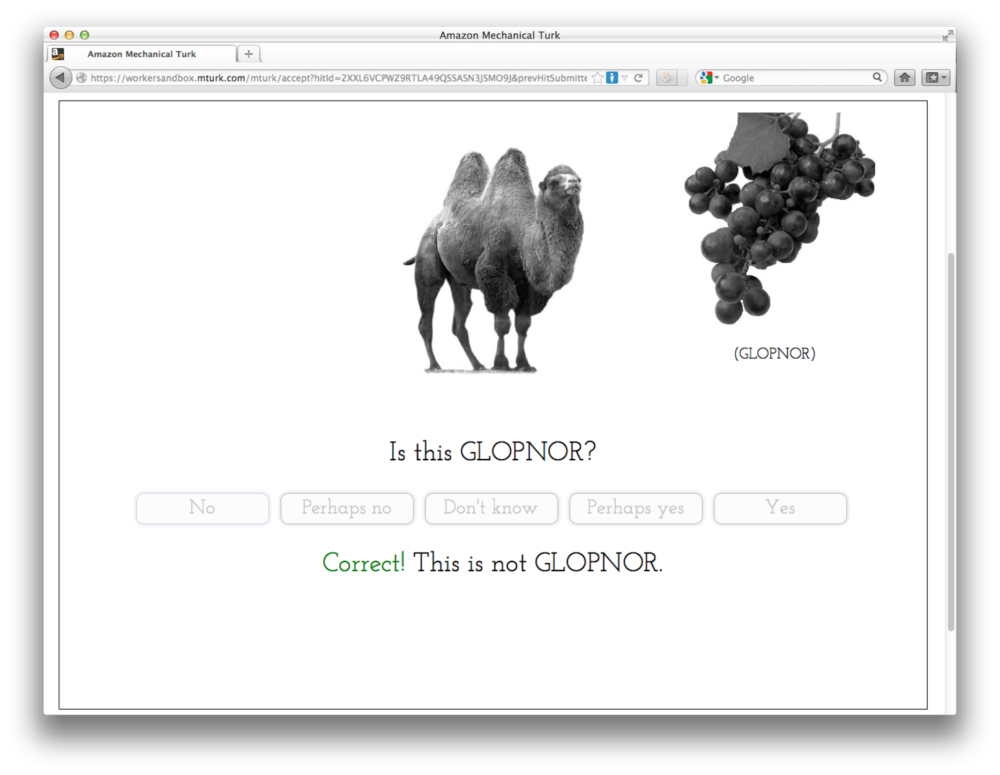 Amazon Mechanical Turk
Amazon Mechanical Turk
https://workersandbox.mturk.com/mturk/accept?hitId=2XXL6VCPWZ9RTLA49QSSASN3JSMO9J&prevHitSubmitte
Google
(GLOPNOR)
Is this GLOPNOR?
No
Perhaps no
Don't know
Perhaps yes
Yes
Correct! This is not GLOPNOR.